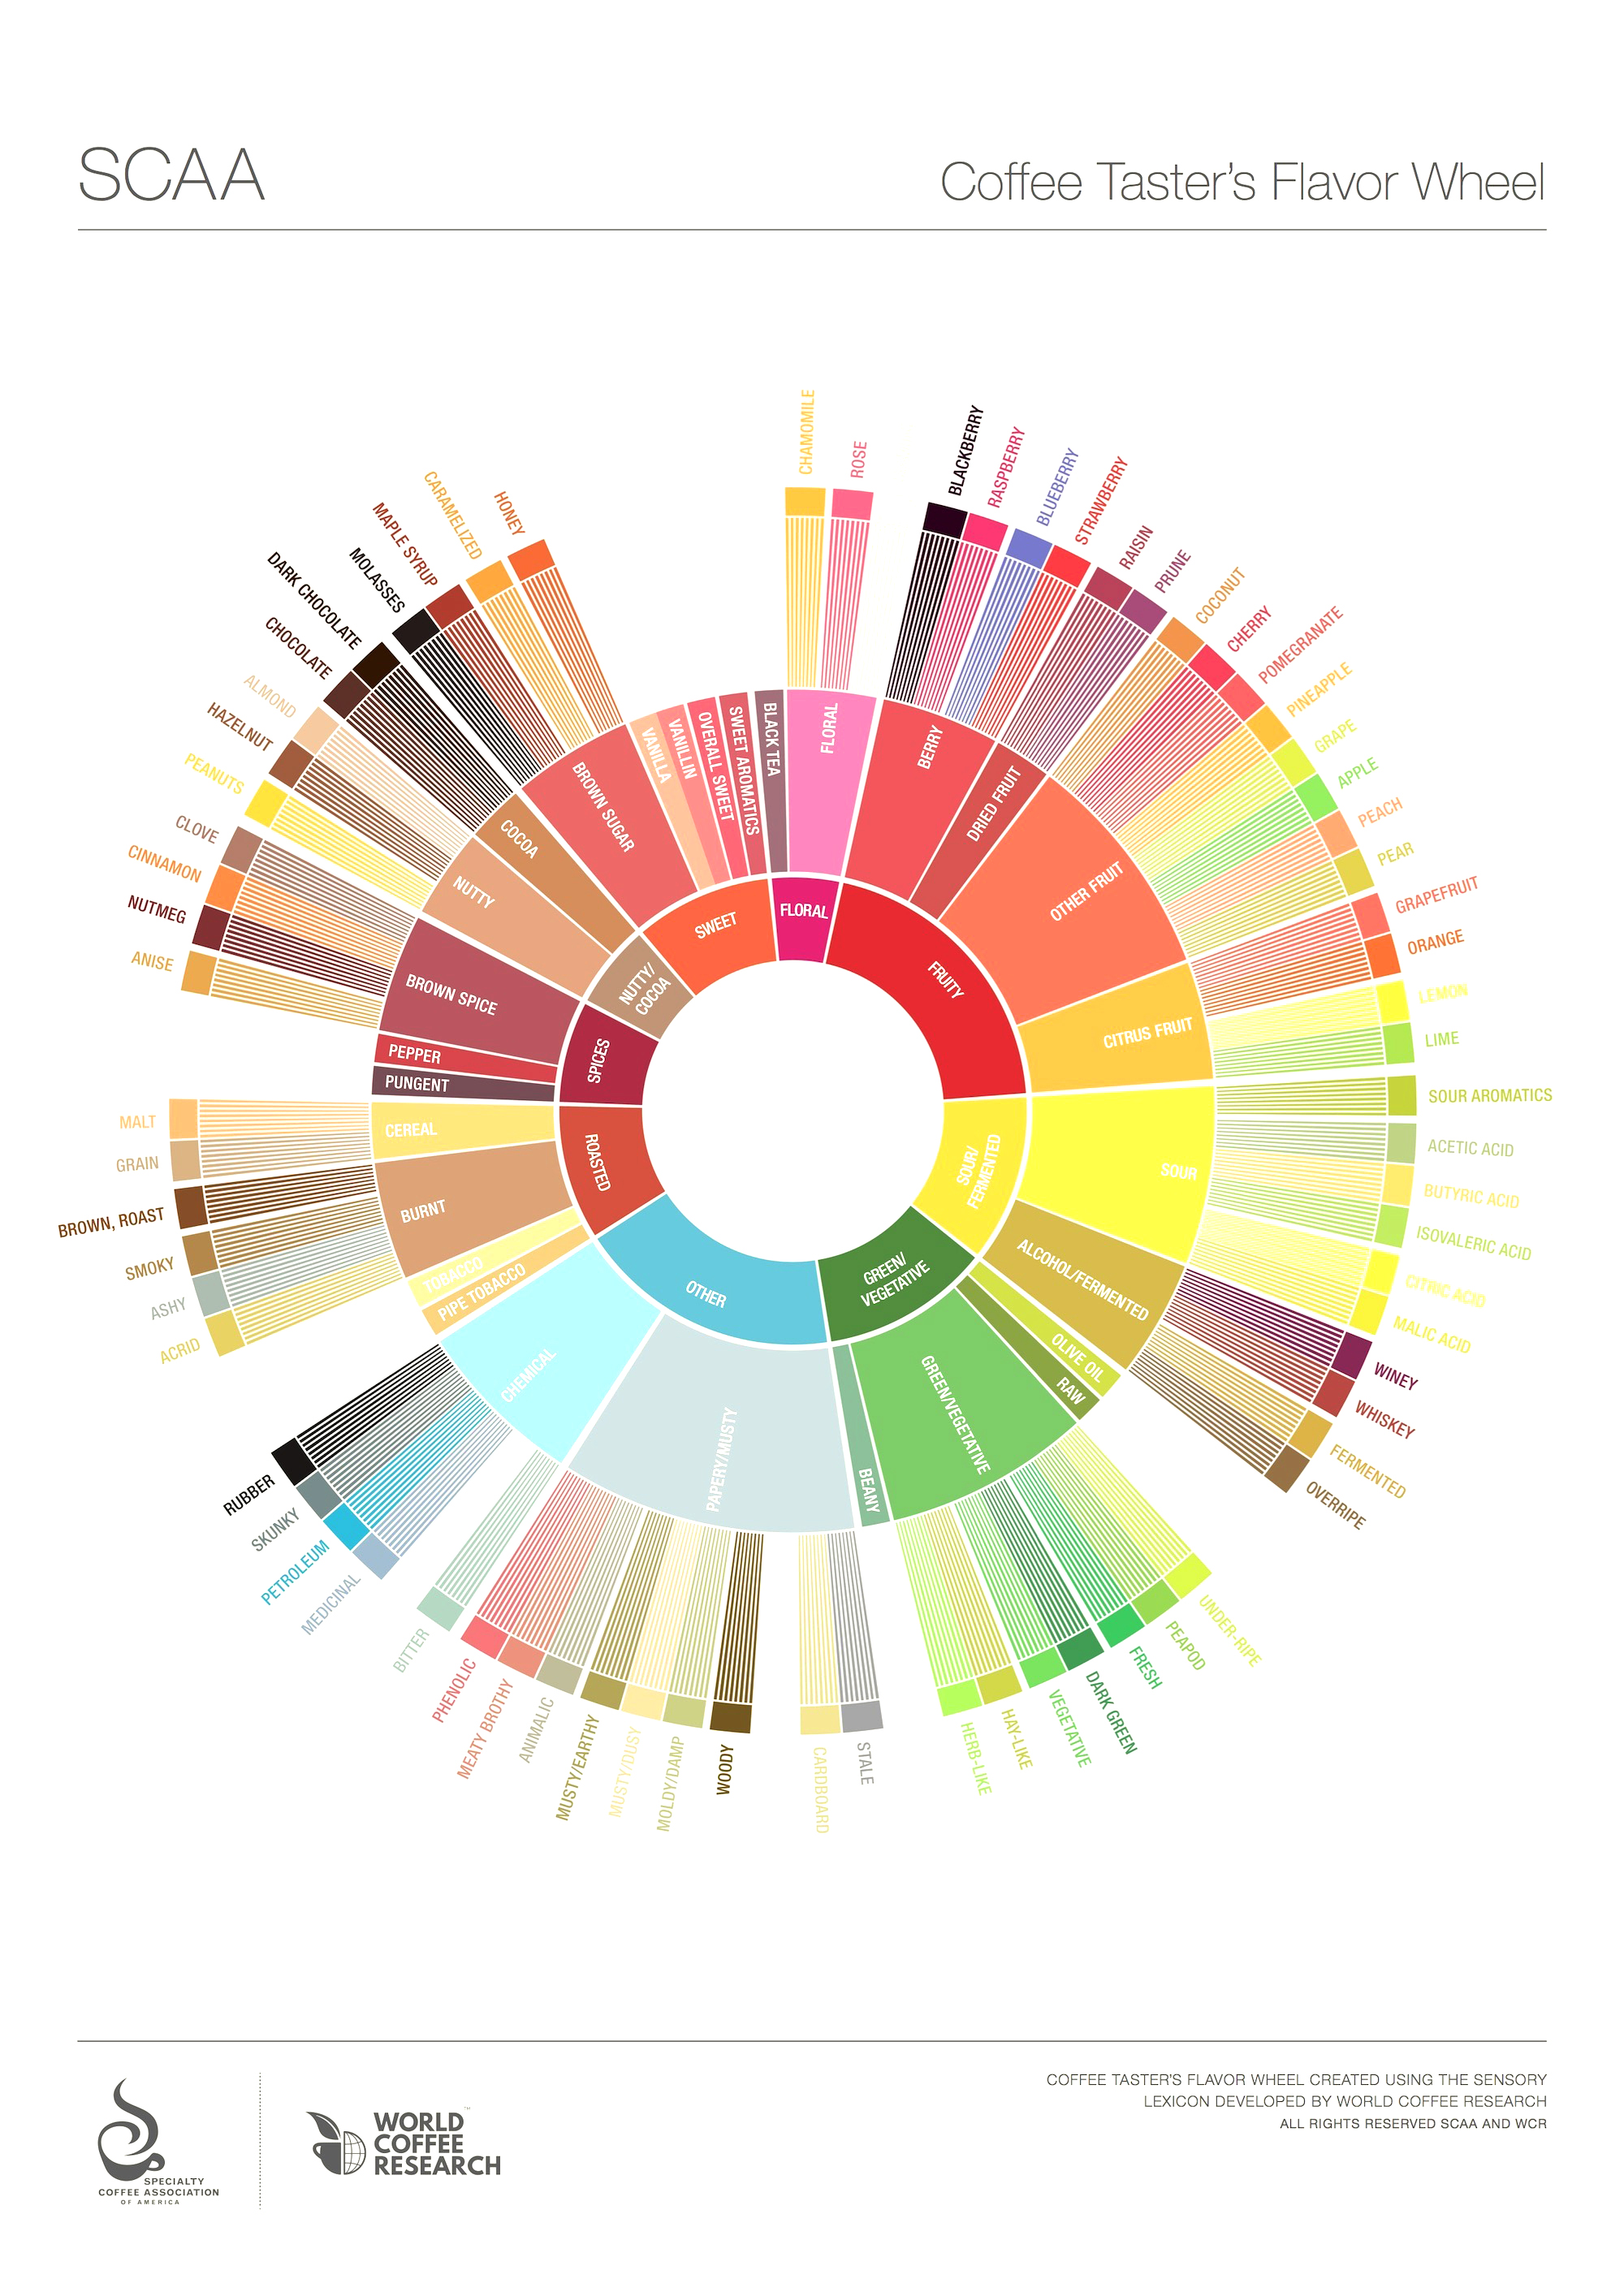 SCAA
Coffee Taster's Flavor Wheel
CHAMOMILE
ROSE
BLACKBERRY
RASPBERRY
BLUEBERRY
STRAWBERRY
RAISIN
PRUNE
COCONUT
CHERRY
POMEGRANATE
PINEAPPLE
GRAPE
APPLE
PEACH
PEAR
GRAPEFRUIT
ORANGE
LEMON
LIME
SOUR AROMATICS
ACETIC ACID
BUTYRIC ACID
ISOVALERIC ACID
CITRIC ACID
MALIC ACID
WINEY
WHISKEY
FERMENTED
OVERRIPE
UNDER-RIPE
PEAPOD
FRESH
DARK GREEN
VEGETATIVE
HAY-LIKE
HERB-LIKE
STALE
CARDBOARD
WOODY
MOLDY/DAMP
MUSTY/DUSY
MUSTY/EARTHY
ANIMALIC
MEATY BROTHY
PHENOLIC
BITTER
MEDICINAL
PETROLEUM
SKUNKY
RUBBER
ACRID
ASHY
SMOKY
BROWN, ROAST
GRAIN
MALT
ANISE
NUTMEG
CINNAMON
CLOVE
PEANUTS
HAZELNUT
ALMOND
CHOCOLATE
DARK CHOCOLATE
MOLASSES
MAPLE SYRUP
CARAMELIZED
HONEY
FLORAL
BERRY
DRIED FRUIT
OTHER FRUIT
CITRUS FRUIT
SOUR
ALCOHOL/FERMENTED
OLIVE OIL
RAW
GREEN/VEGETATIVE
BEANY
PAPERY/MUSTY
CHEMICAL
PIPE TOBACCO
TOBACCO
BURNT
CEREAL
PUNGENT
PEPPER
BROWN SPICE
NUTTY
COCOA
BROWN SUGAR
VANILLA
VANILLIN
OVERALL SWEET
SWEET AROMATICS
BLACK TEA
FLORAL
FRUITY
SOUR/
FERMENTED
GREEN/
VEGETATIVE
OTHER
ROASTED
SPICES
NUTTY/
COCOA
SWEET
COFFEE TASTER'S FLAVOR WHEEL CREATED USING THE SENSORY
LEXICON DEVELOPED BY WORLD COFFEE RESEARCH
ALL RIGHTS RESERVED SCAA AND WCR
SPECIALTY
COFFEE ASSOCIATION
OF AMERICA
WORLD
COFFEE
RESEARCH